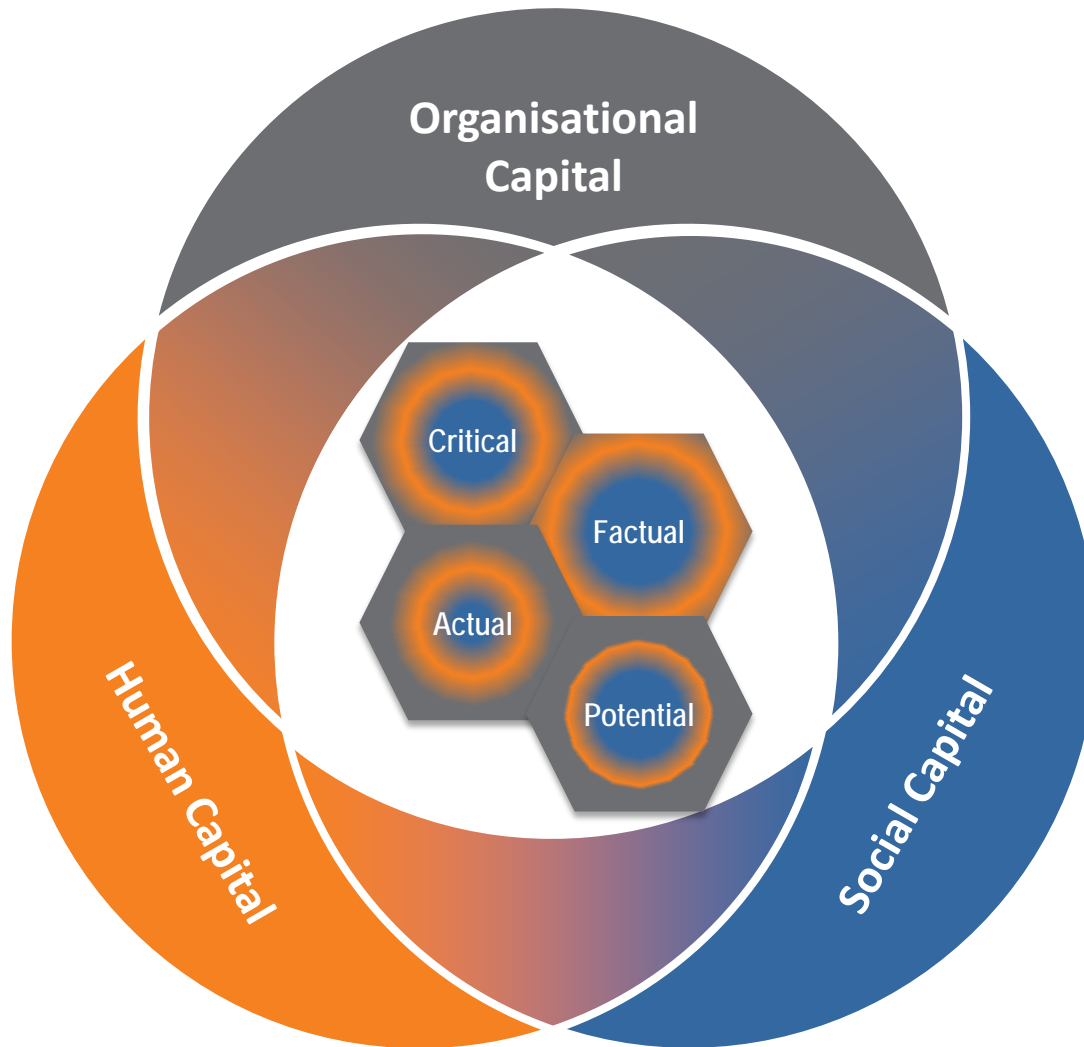 Organisational
Capital
Critical
Factual
Actual
Potential
Human Capital
Social Capital